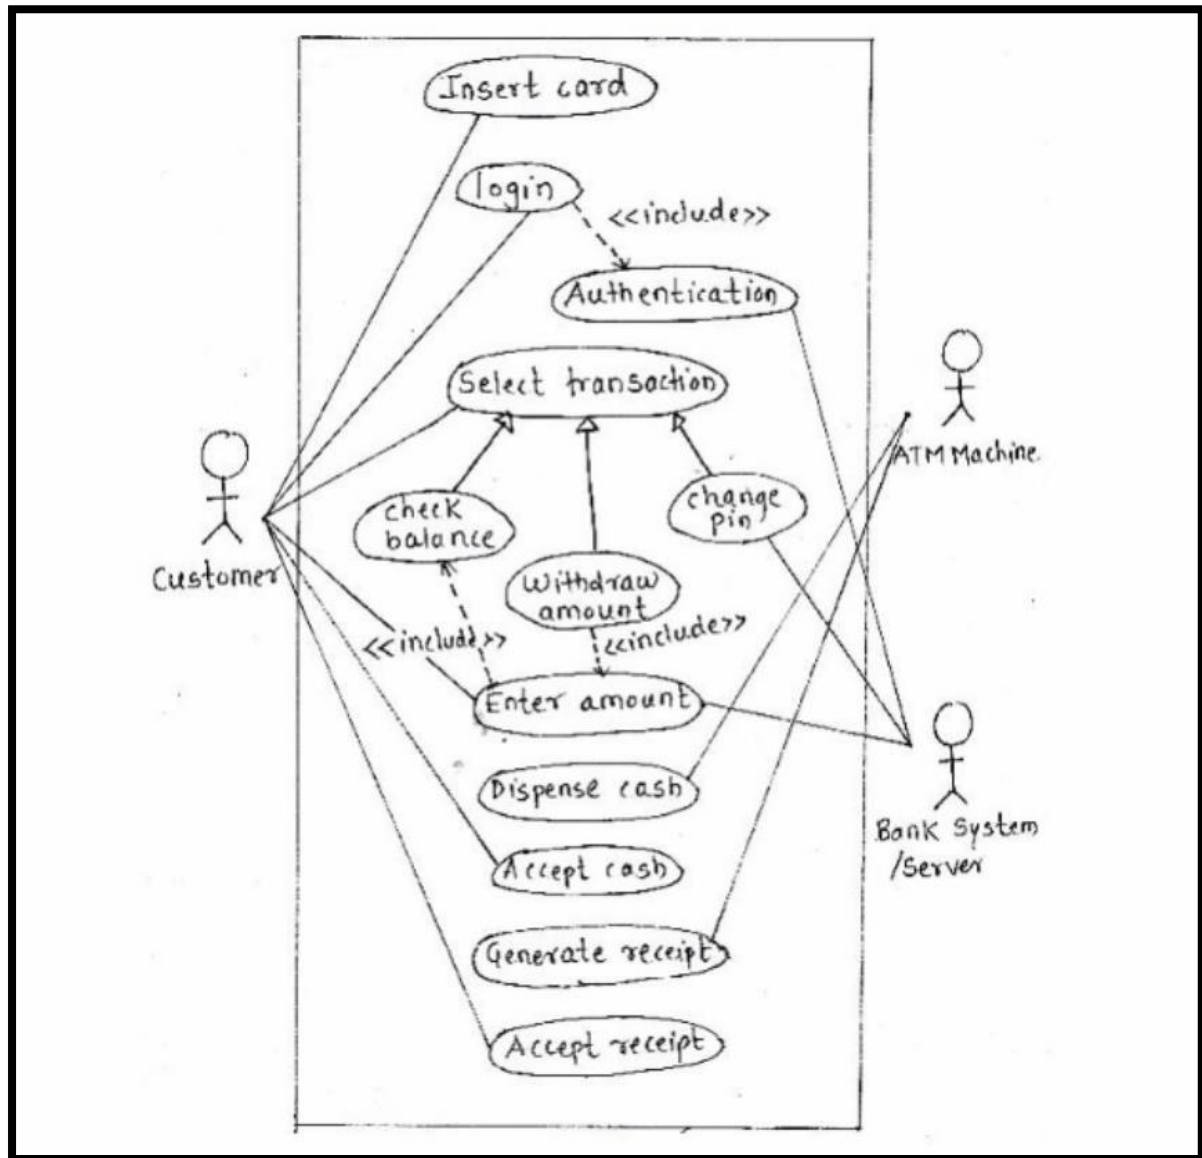 Insert card
login
<<include>>
Authentication
Select transaction
ATM Machine
check
balance
change
pin
Customer
Withdraw
amount
<<include>>
<<include>>
Enter amount
Dispense cash
Bank System
/Server
Accept cash
Generate receipt
Accept receipt